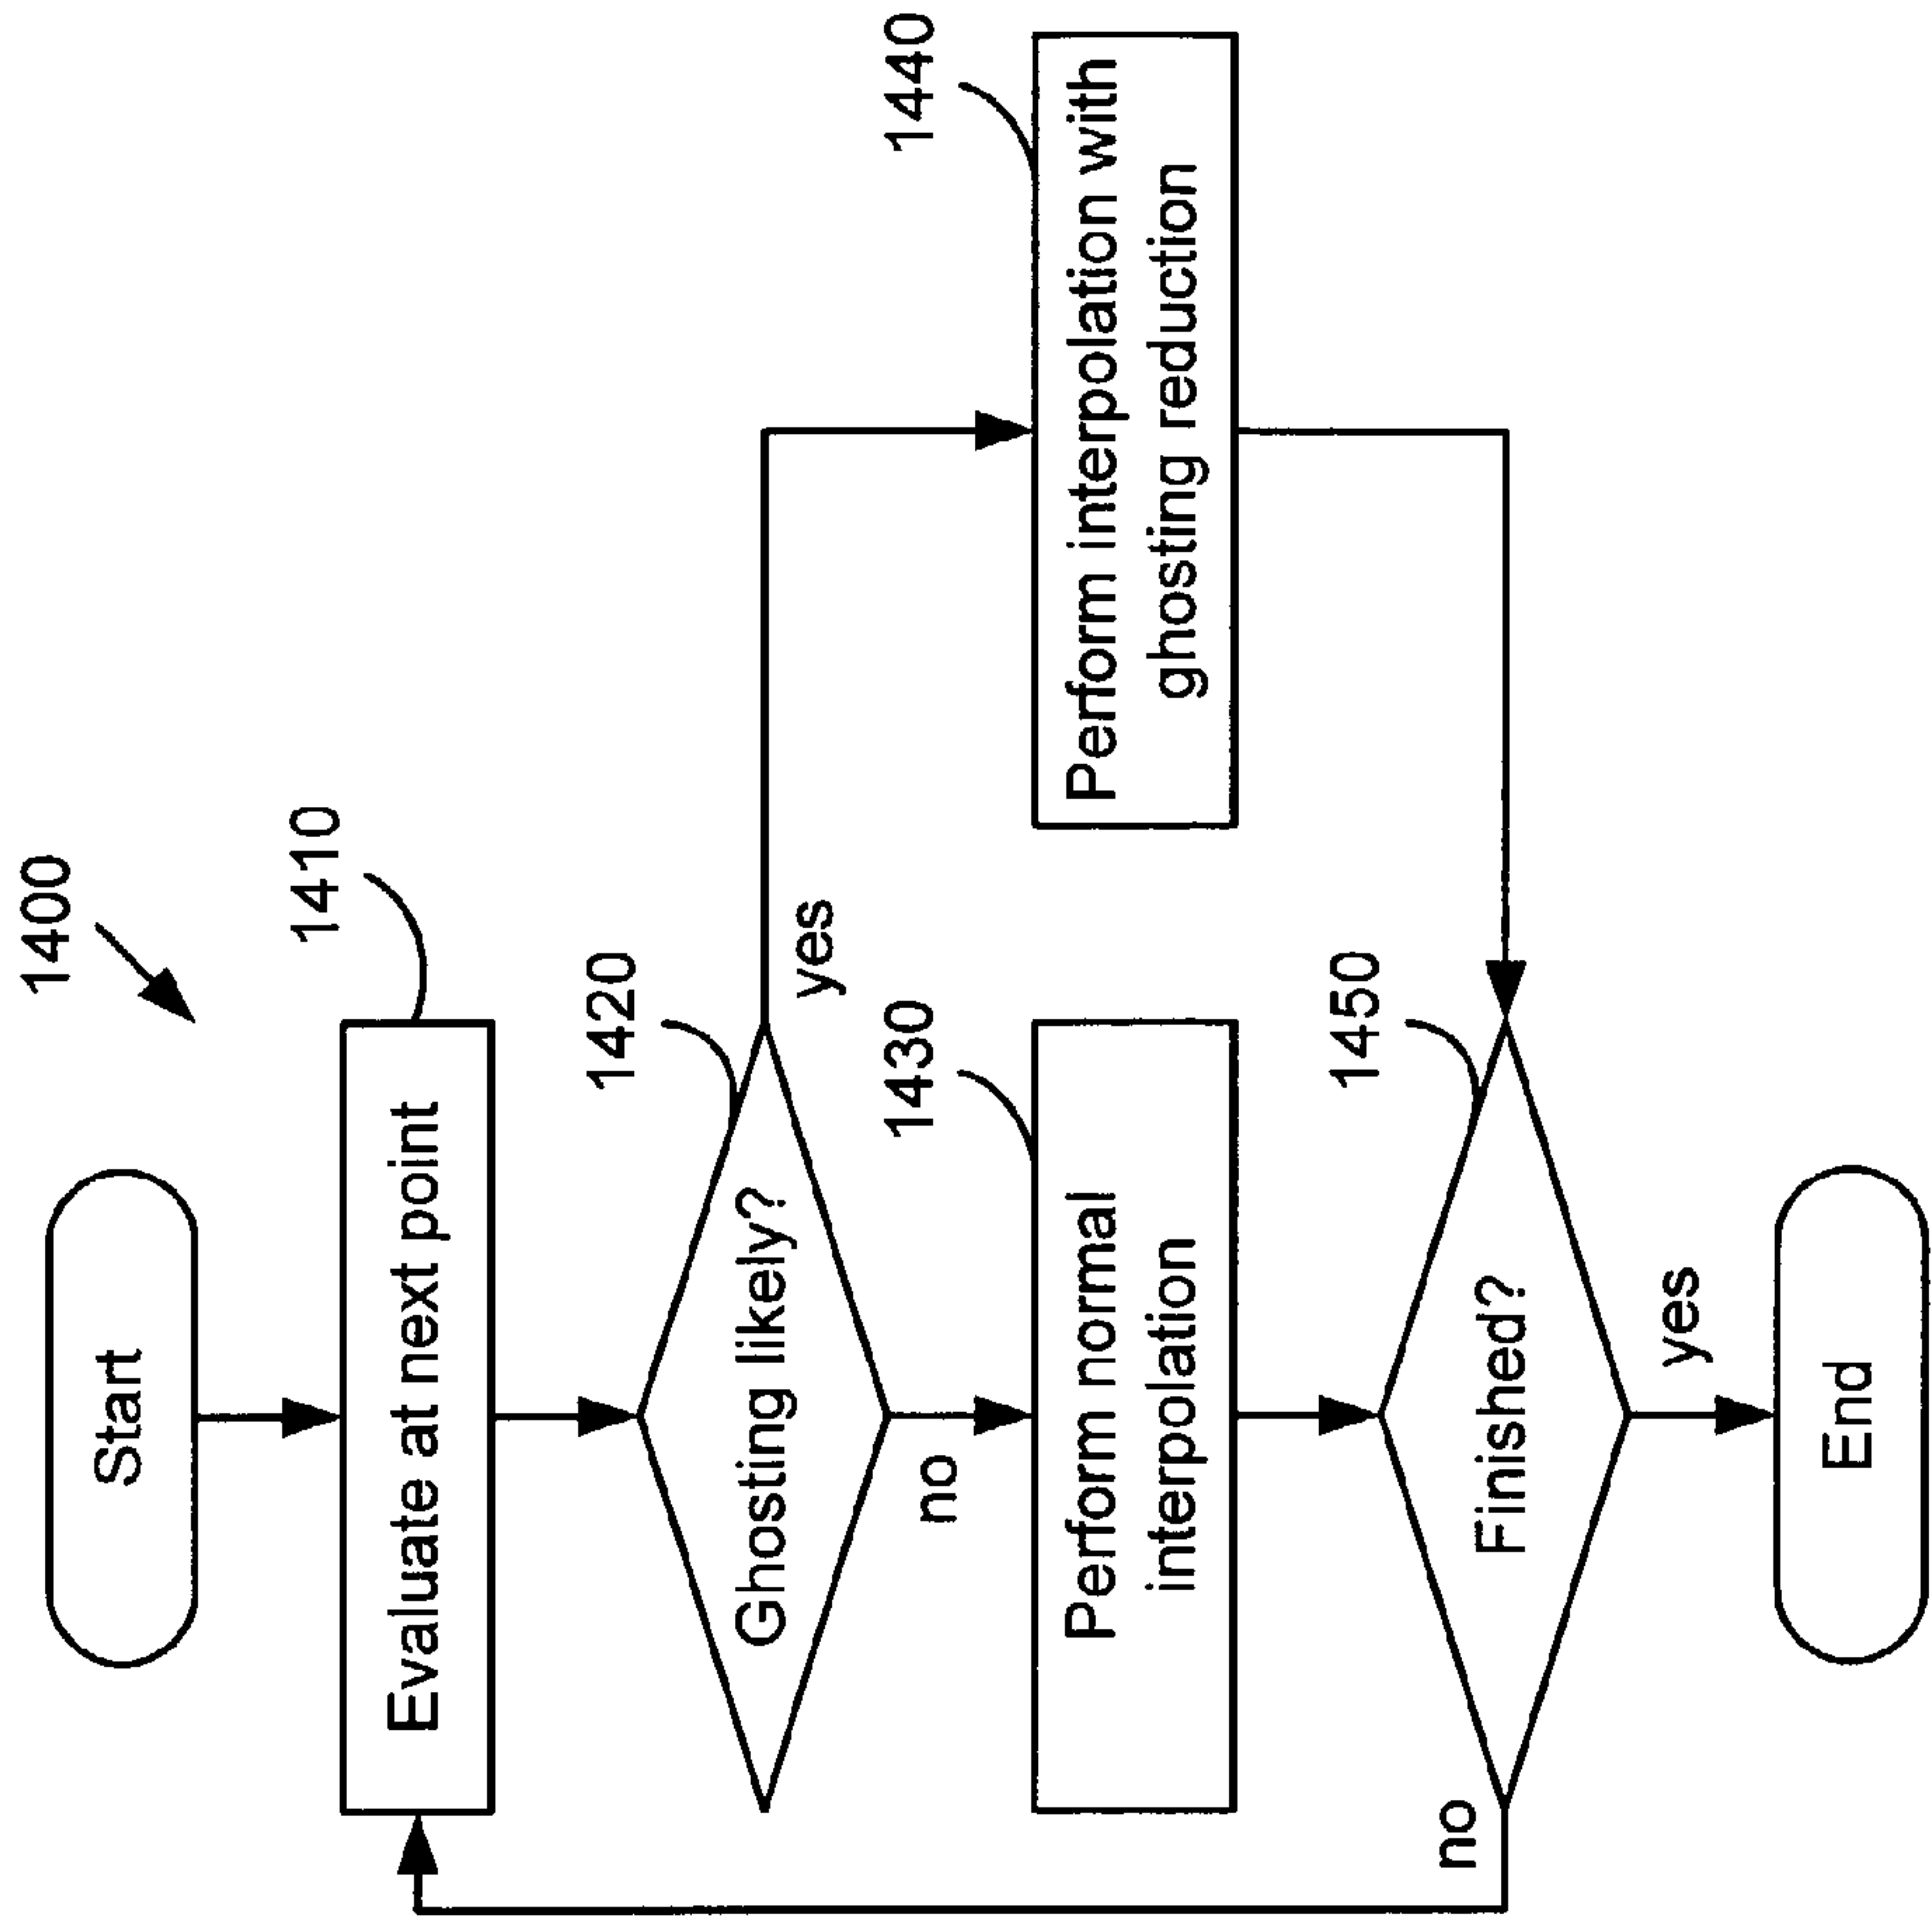 1400
Start
1410
Evaluate at next point
1420
Ghosting likely?
yes
no
1430
Perform normal
interpolation
1440
Perform interpolation with
ghosting reduction
1450
Finished?
no
yes
End